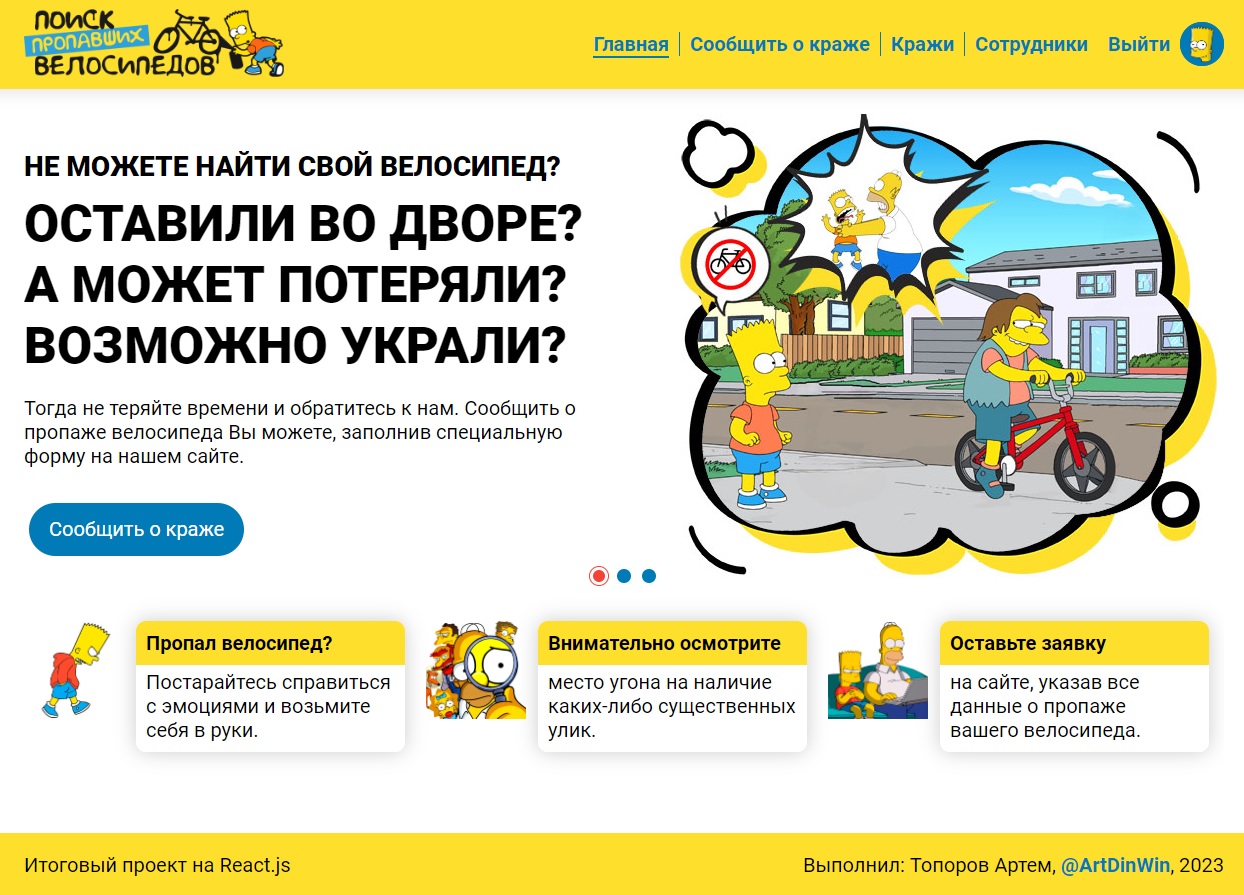 ПОИСК
ПРОПАВШИХ
ВЕЛОСИПЕДОВ
Главная
Сообщить о краже
Кражи
Сотрудники
Выйти
НЕ МОЖЕТЕ НАЙТИ СВОЙ ВЕЛОСИПЕД?
ОСТАВИЛИ ВО ДВОРЕ?
А МОЖЕТ ПОТЕРЯЛИ?
ВОЗМОЖНО УКРАЛИ?
Тогда не теряйте времени и обратитесь к нам. Сообщить о
пропаже велосипеда Вы можете, заполнив специальную
форму на нашем сайте.
Сообщить о краже
Пропал велосипед?
Постарайтесь справиться
с эмоциями и возьмите
себя в руки.
Внимательно осмотрите
место угона на наличие
каких-либо существенных
улик.
Оставьте заявку
на сайте, указав все
данные о пропаже
вашего велосипеда.
Итоговый проект на React.js
Выполнил: Топоров Артем, @ArtDinWin, 2023